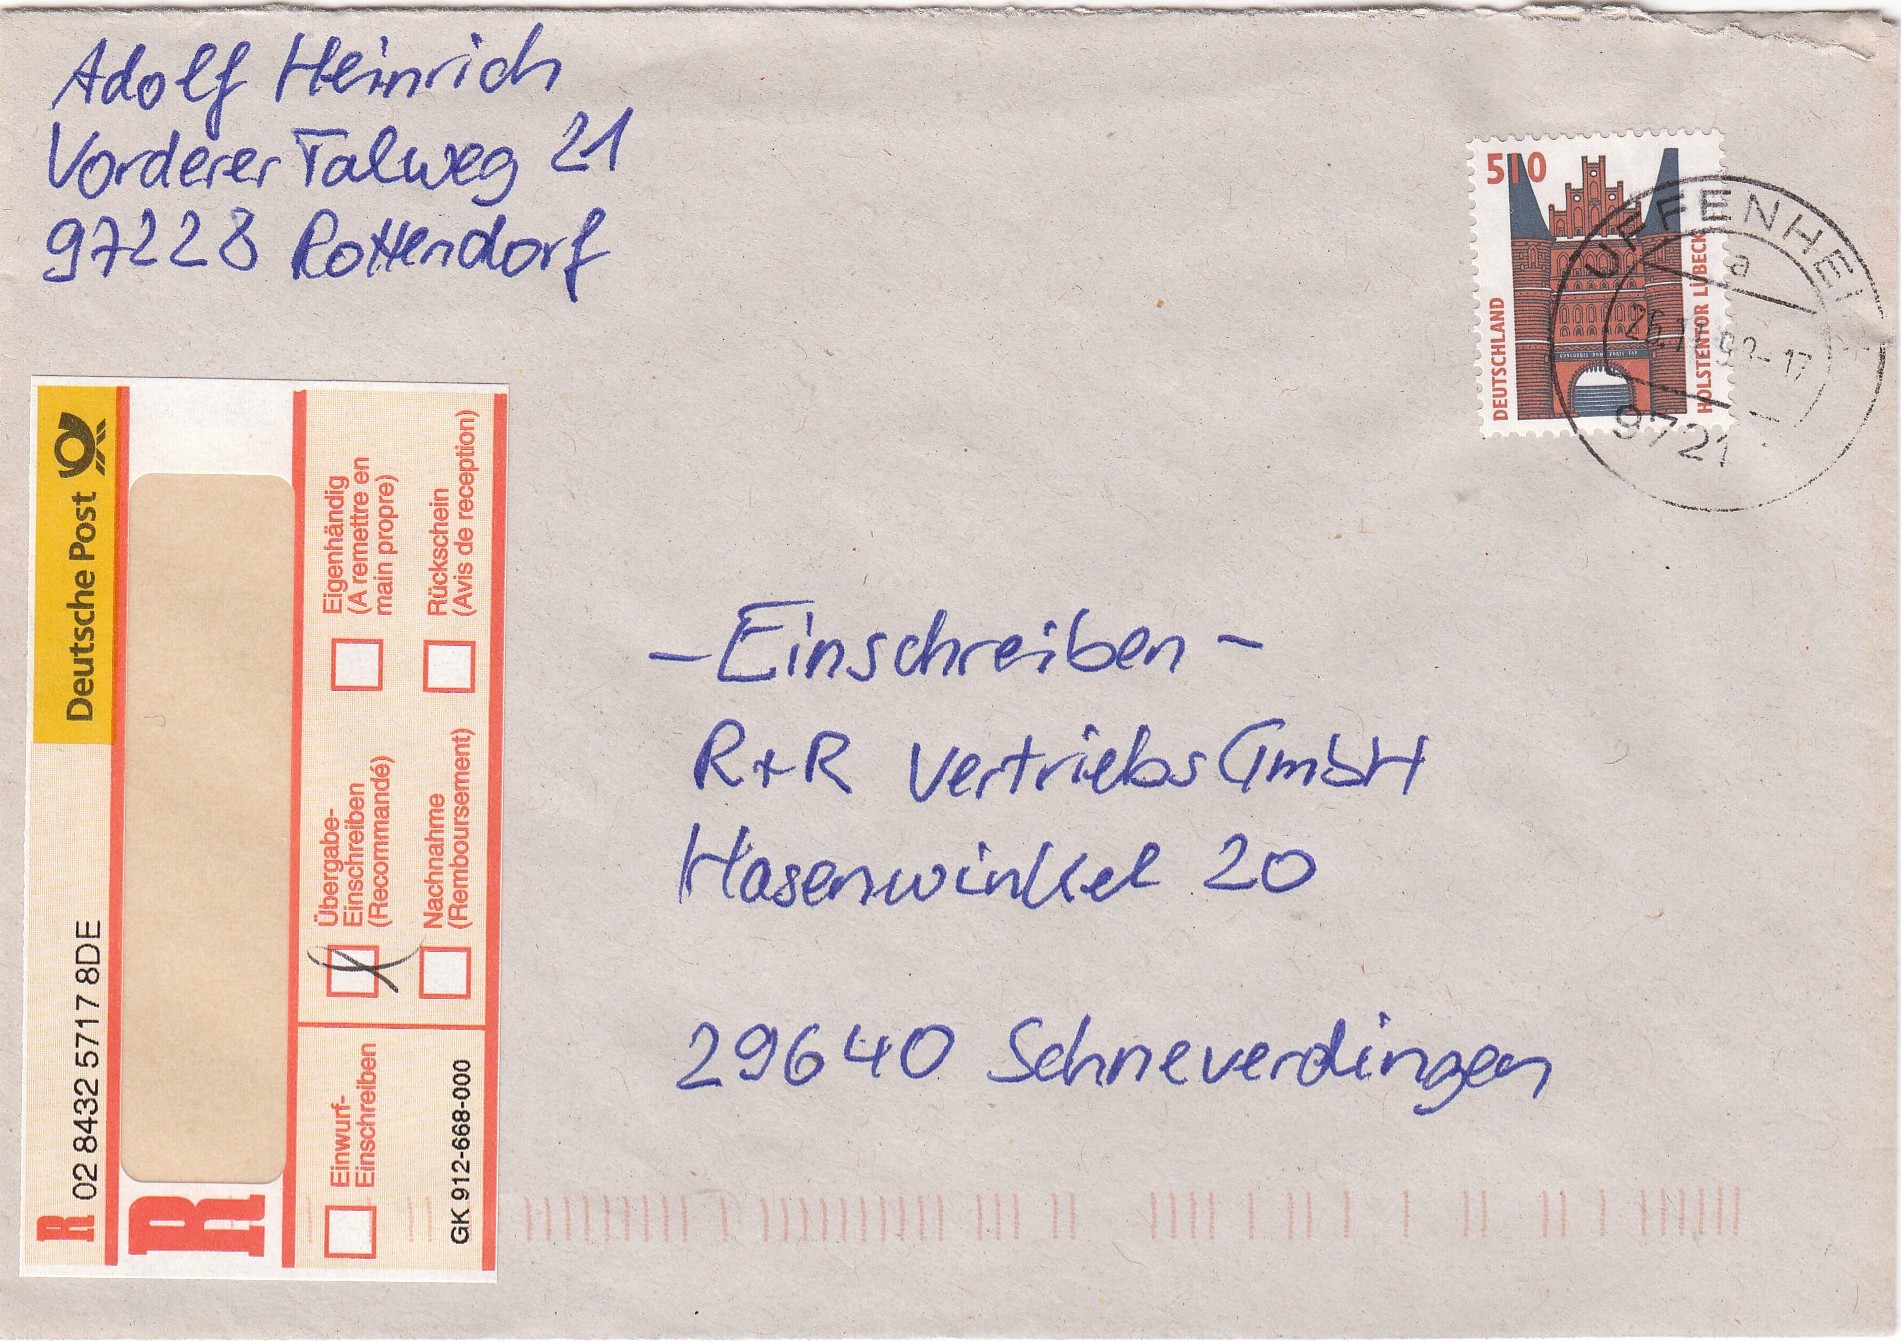 Adolf Heinrich
Vorderer Talweg 21
97228 Rottendorf
510
DEUTSCHLAND
HOLSTENTOR LÜBECK
UFFENHEIM
a
9721
Deutsche Post
R 02 8432 5717 8DE
R
Übergabe-
Einschreiben
(Recommandé)
Eigenhändig
(A remettre en
main propre)
Nachnahme
(Remboursement)
Rückschein
(Avis de reception)
Einwurf-
Einschreiben
GK 912-668-000
- Einschreiben -
R+R Vertriebs GmbH
Hasenwinkel 20
29640 Schneverdingen